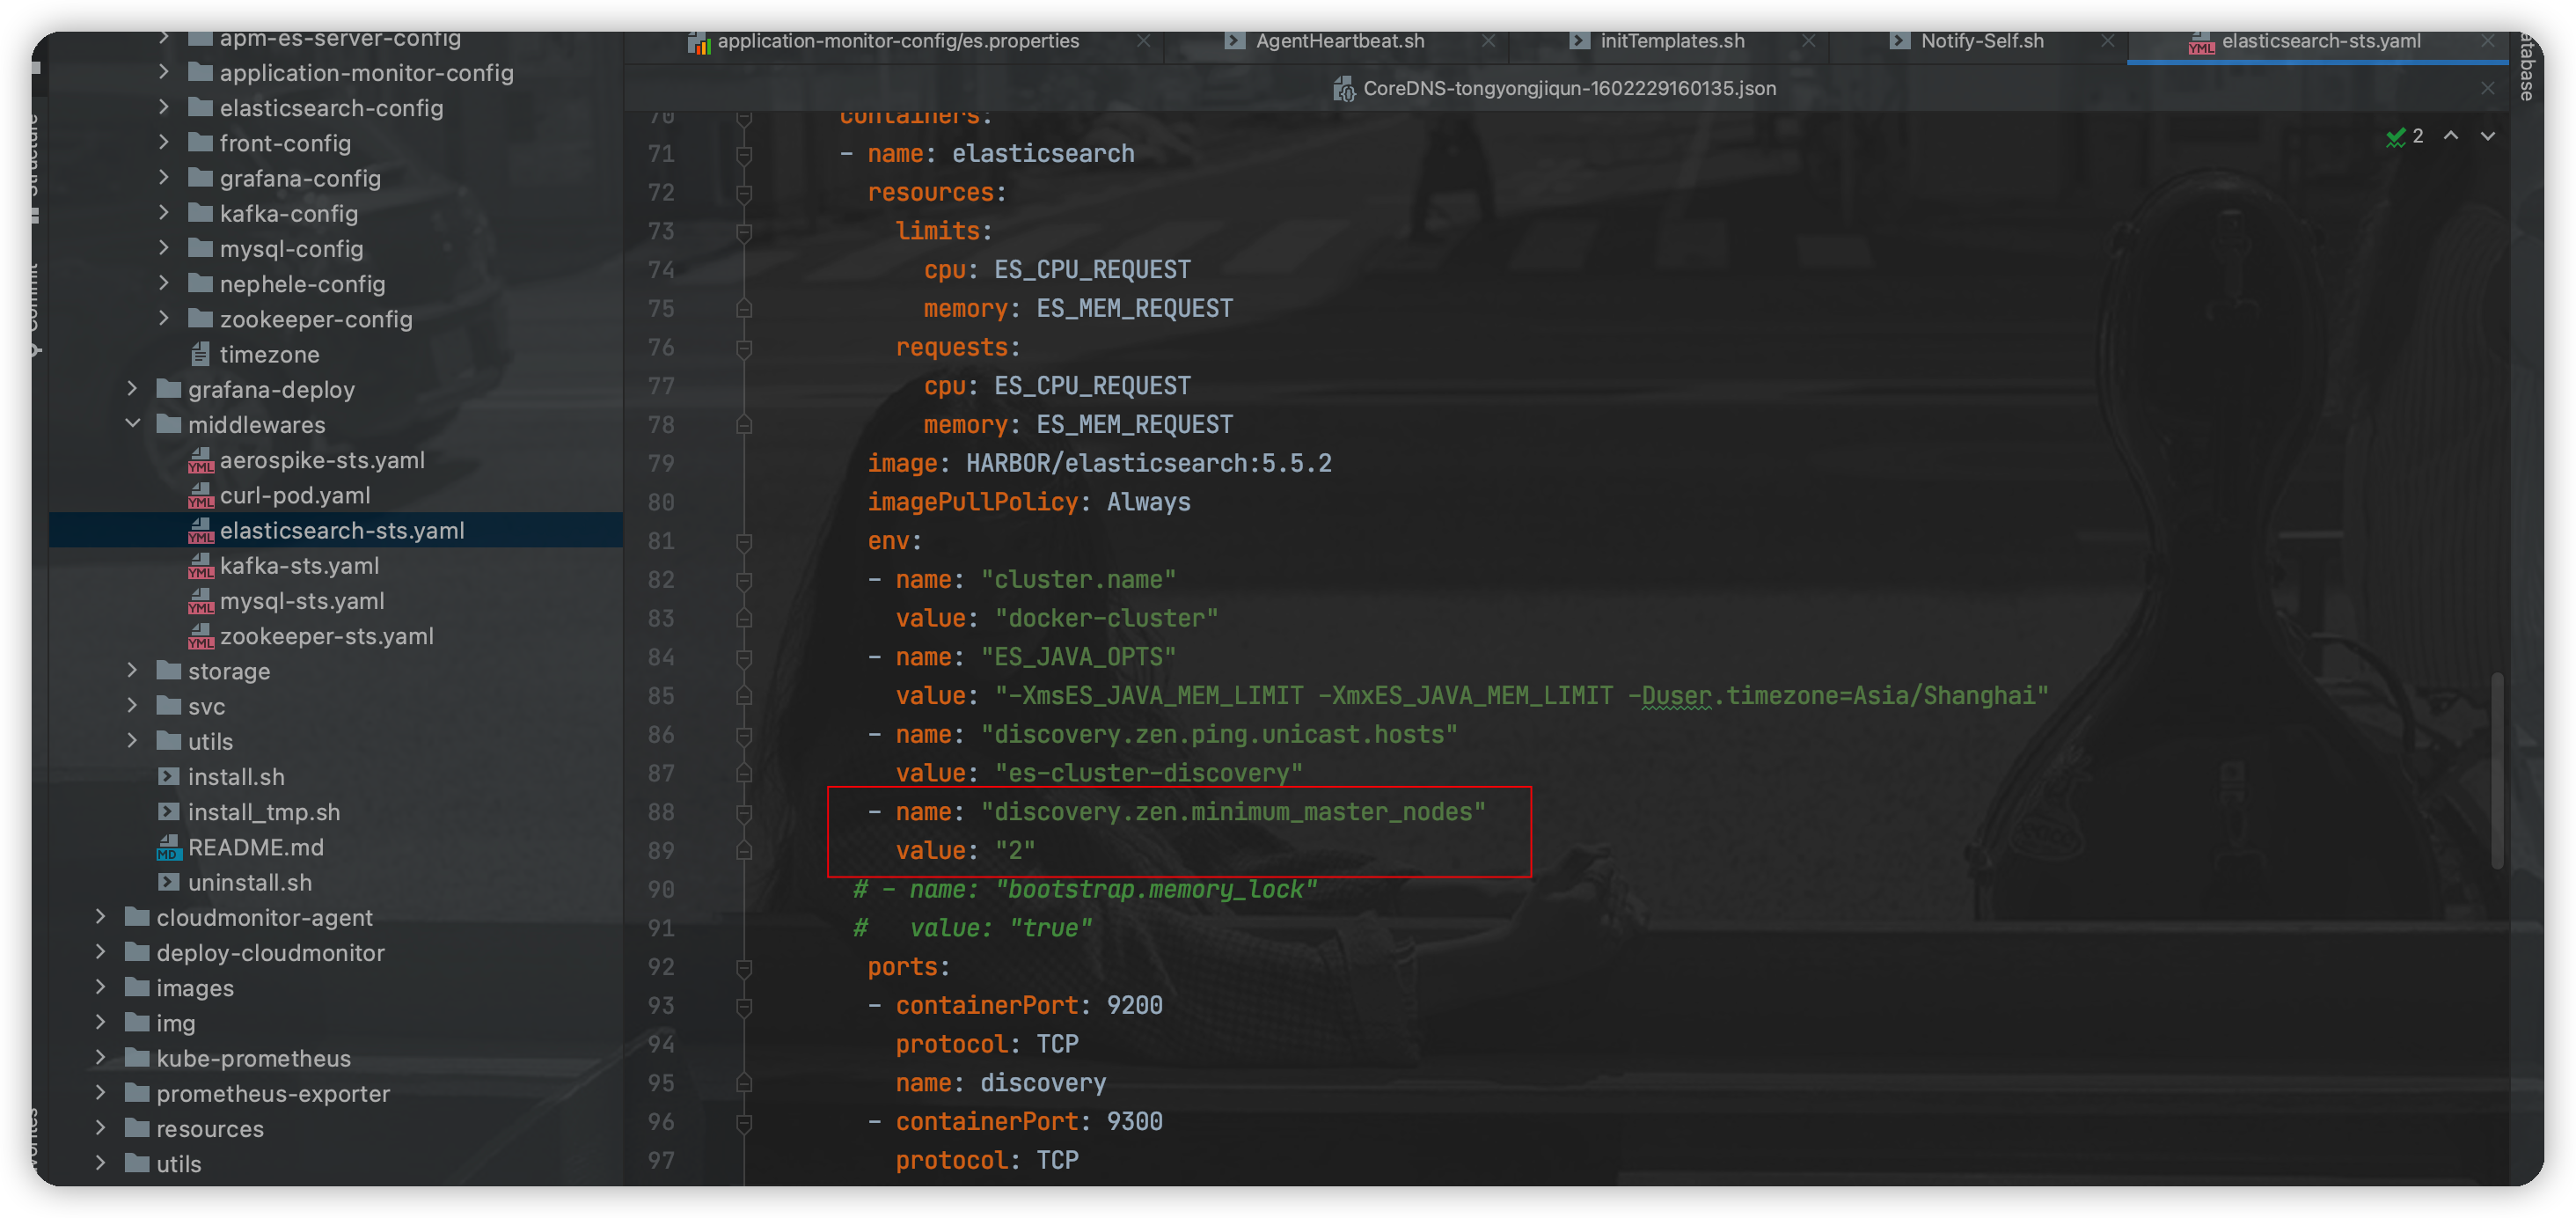 apm-es-server-config
application-monitor-config
elasticsearch-config
front-config
grafana-config
kafka-config
mysql-config
nephele-config
zookeeper-config
timezone
grafana-deploy
middlewares
aerospike-sts.yaml
curl-pod.yaml
elasticsearch-sts.yaml
kafka-sts.yaml
mysql-sts.yaml
zookeeper-sts.yaml
storage
svc
utils
install.sh
install_tmp.sh
README.md
uninstall.sh
cloudmonitor-agent
deploy-cloudmonitor
images
img
kube-prometheus
prometheus-exporter
resources
utils
application-monitor-config/es.properties
AgentHeartbeat.sh
initTemplates.sh
Notify-Self.sh
elasticsearch-sts.yaml
CoreDNS-tongyongjiqun-1602229160135.json
2
70 containers:
71 - name: elasticsearch
72 resources:
73 limits:
74 cpu: ES_CPU_REQUEST
75 memory: ES_MEM_REQUEST
76 requests:
77 cpu: ES_CPU_REQUEST
78 memory: ES_MEM_REQUEST
79 image: HARBOR/elasticsearch:5.5.2
80 imagePullPolicy: Always
81 env:
82 - name: "cluster.name"
83 value: "docker-cluster"
84 - name: "ES_JAVA_OPTS"
85 value: "-XmsES_JAVA_MEM_LIMIT -XmxES_JAVA_MEM_LIMIT -Duser.timezone=Asia/Shanghai"
86 - name: "discovery.zen.ping.unicast.hosts"
87 value: "es-cluster-discovery"
88 - name: "discovery.zen.minimum_master_nodes"
89 value: "2"
90 # - name: "bootstrap.memory_lock"
91 # value: "true"
92 ports:
93 - containerPort: 9200
94 protocol: TCP
95 name: discovery
96 - containerPort: 9300
97 protocol: TCP